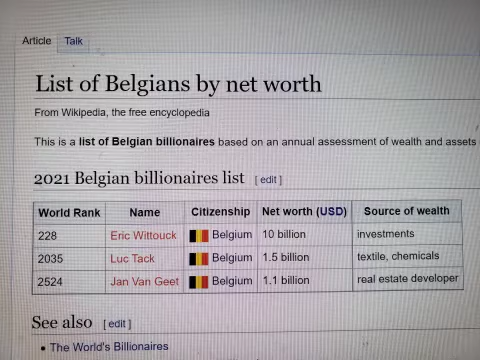 Article Talk
List of Belgians by net worth
From Wikipedia, the free encyclopedia
This is a list of Belgian billionaires based on an annual assessment of wealth and assets
2021 Belgian billionaires list [ edit ]
World Rank Name Citizenship Net worth (USD) Source of wealth
228 Eric Wittouck Belgium 10 billion investments
2035 Luc Tack Belgium 1.5 billion textile, chemicals
2524 Jan Van Geet Belgium 1.1 billion real estate developer
See also [ edit ]
• The World's Billionaires